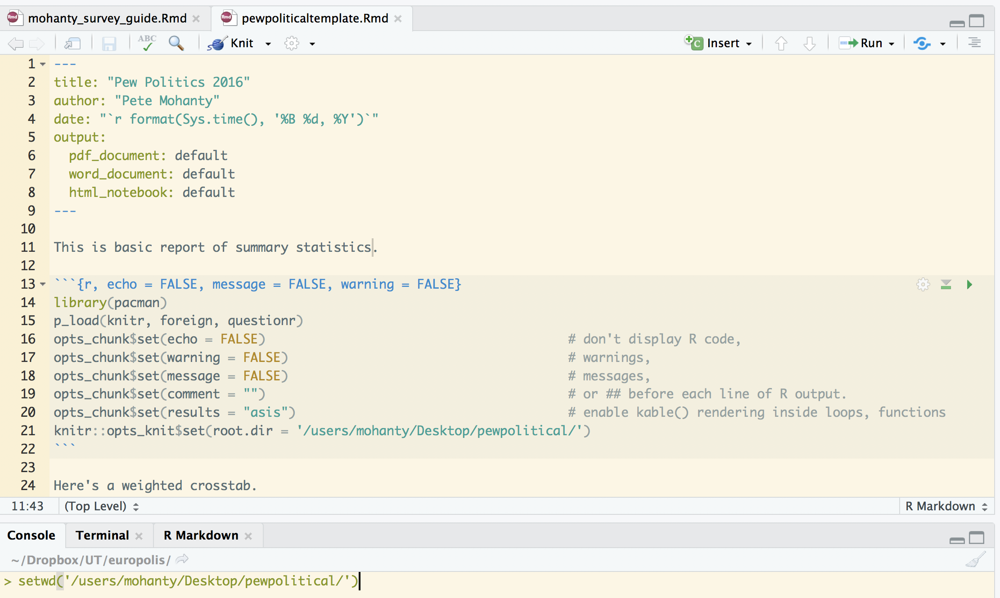 mohanty_survey_guide.Rmd pewpoliticaltemplate.Rmd
ABC Knit Insert Run
1 ---
2 title: "Pew Politics 2016"
3 author: "Pete Mohanty"
4 date: "`r format(Sys.time(), '%B %d, %Y')`"
5 output:
6   pdf_document: default
7   word_document: default
8   html_notebook: default
9 ---
10
11 This is basic report of summary statistics.
12
13 ```{r, echo = FALSE, message = FALSE, warning = FALSE}
14 library(pacman)
15 p_load(knitr, foreign, questionr)
16 opts_chunk$set(echo = FALSE) # don't display R code,
17 opts_chunk$set(warning = FALSE) # warnings,
18 opts_chunk$set(message = FALSE) # messages,
19 opts_chunk$set(comment = "") # or ## before each line of R output.
20 opts_chunk$set(results = "asis") # enable kable() rendering inside loops, functions
21 knitr::opts_knit$set(root.dir = '/users/mohanty/Desktop/pewpolitical/')
22 ```
23
24 Here's a weighted crosstab.
11:43 (Top Level) R Markdown
Console Terminal R Markdown
~/Dropbox/UT/europolis/
> setwd('/users/mohanty/Desktop/pewpolitical/')